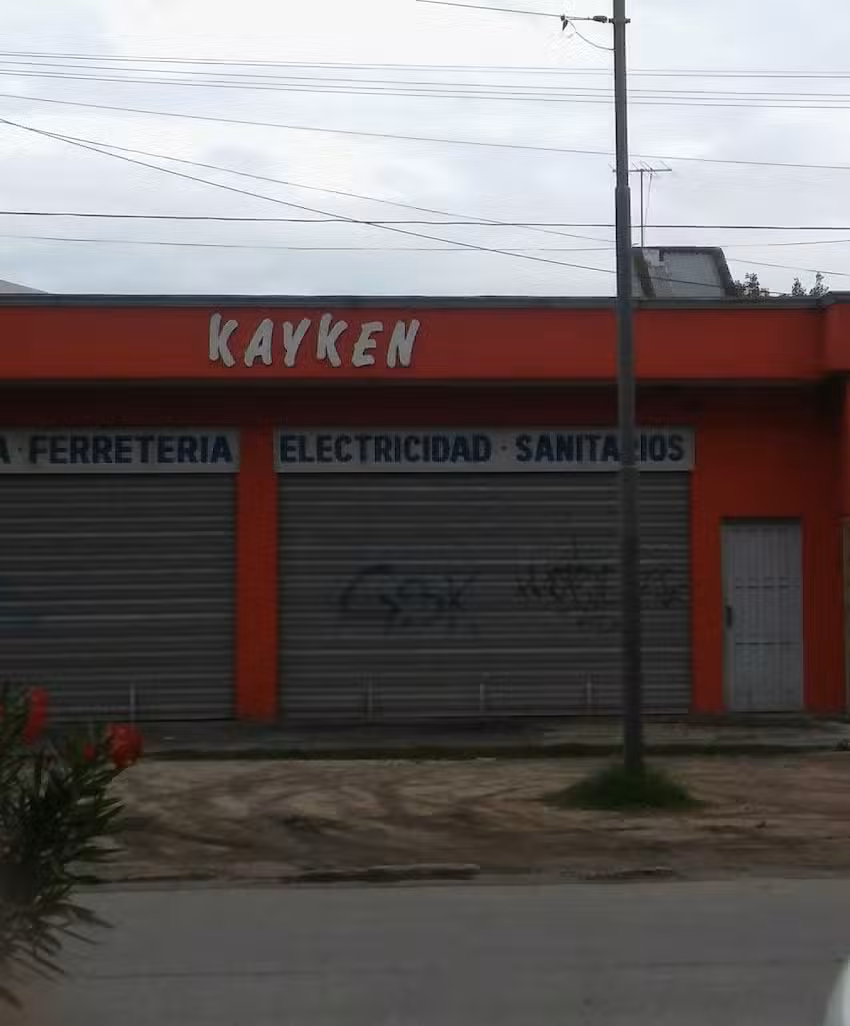 KAYKEN
A · FERRETERIA
ELECTRICIDAD · SANITARIOS